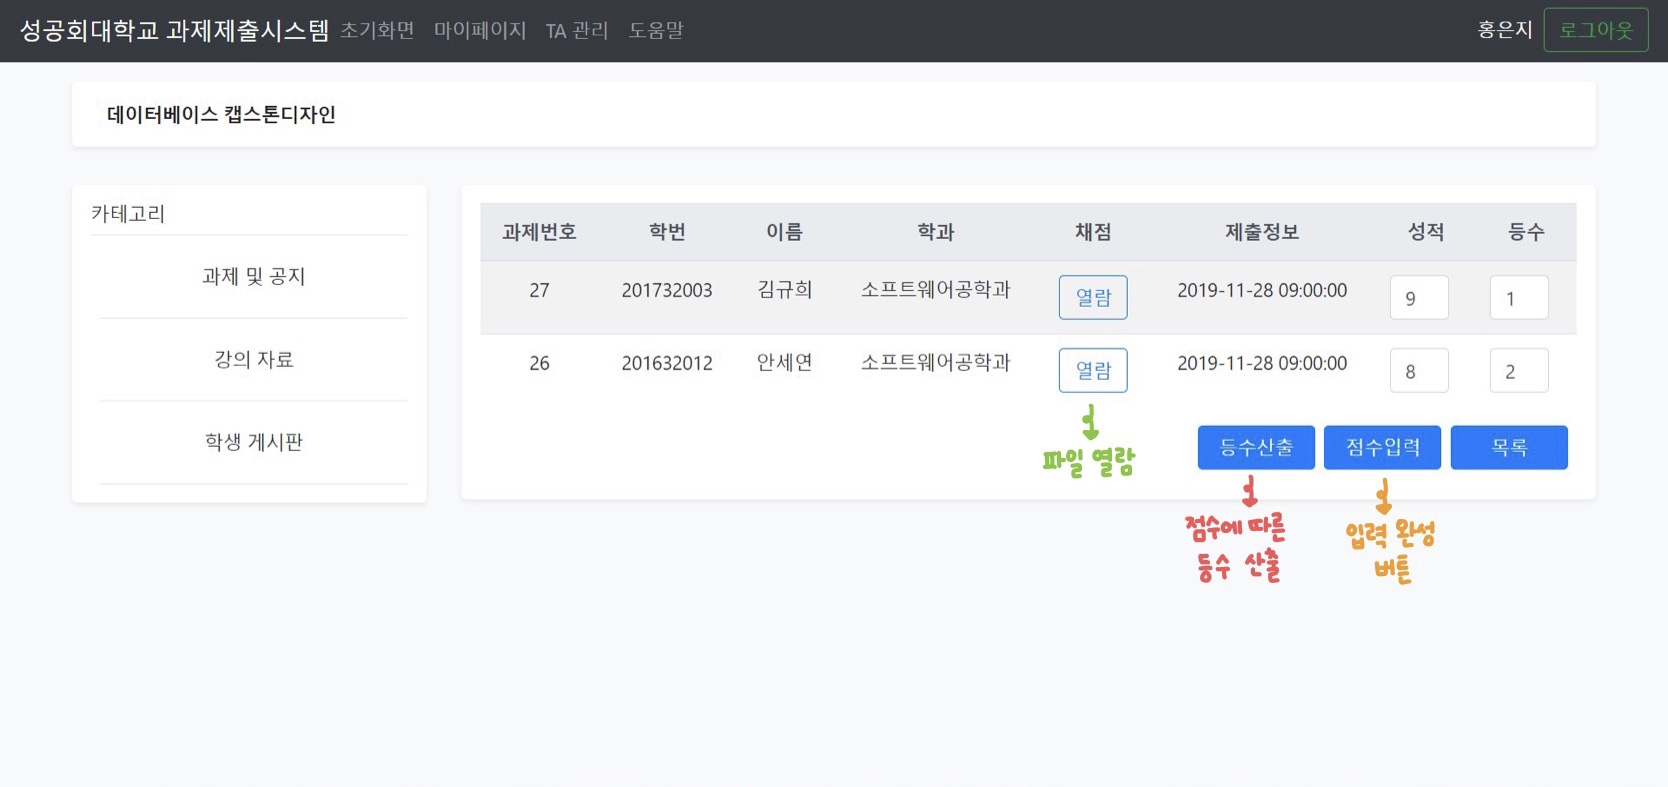 성공회대학교 과제제출시스템 초기화면 마이페이지 TA 관리 도움말 홍은지 로그아웃
데이터베이스 캡스톤디자인
카테고리
과제 및 공지
강의 자료
학생 게시판
과제번호 학번 이름 학과 채점 제출정보 성적 등수
27 201732003 김규희 소프트웨어공학과 열람 2019-11-28 09:00:00 9 1
26 201632012 안세연 소프트웨어공학과 열람 2019-11-28 09:00:00 8 2
등수산출 점수입력 목록
파일 열람
점수에 따른
등수 산출
입력 완성
버튼